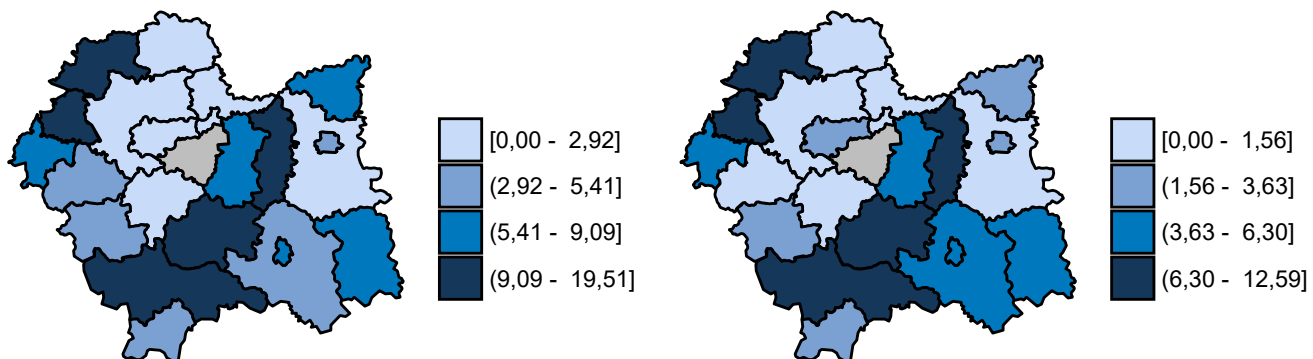 [0,00 - 2,92]
(2,92 - 5,41]
(5,41 - 9,09]
(9,09 - 19,51]
[0,00 - 1,56]
(1,56 - 3,63]
(3,63 - 6,30]
(6,30 - 12,59]